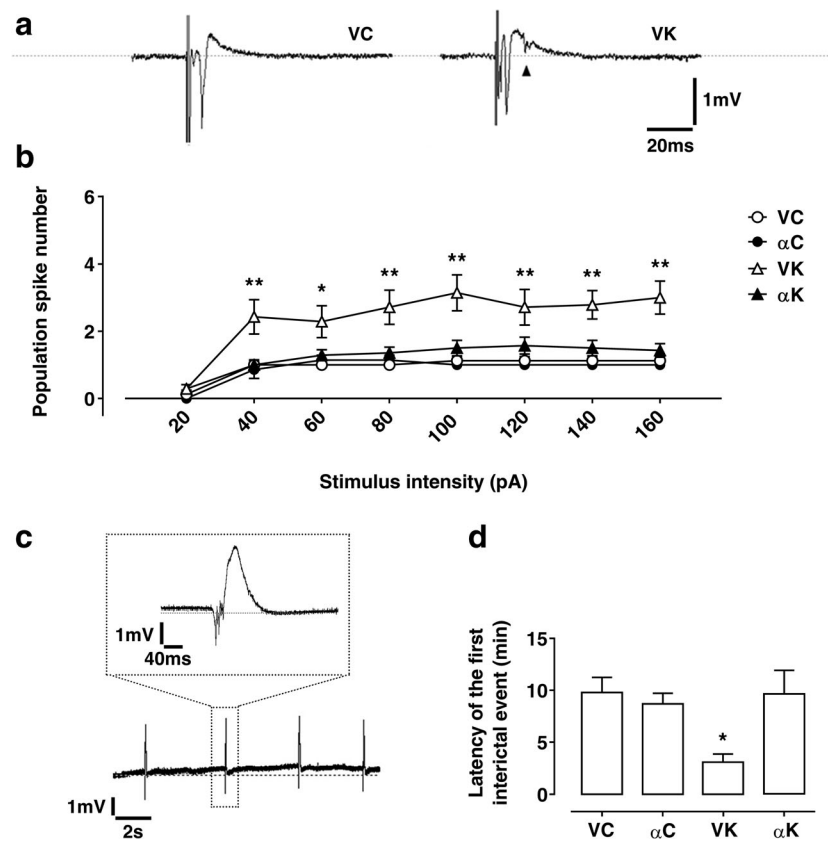 a
VC
VK
1mV
20ms
b
Population spike number
6
4
2
0
** * ** ** ** ** **
20 40 60 80 100 120 140 160
Stimulus intensity (pA)
VC
αC
VK
αK
c
1mV
40ms
1mV
2s
d
Latency of the first
interictal event (min)
15
10
5
0
*
VC αC VK αK